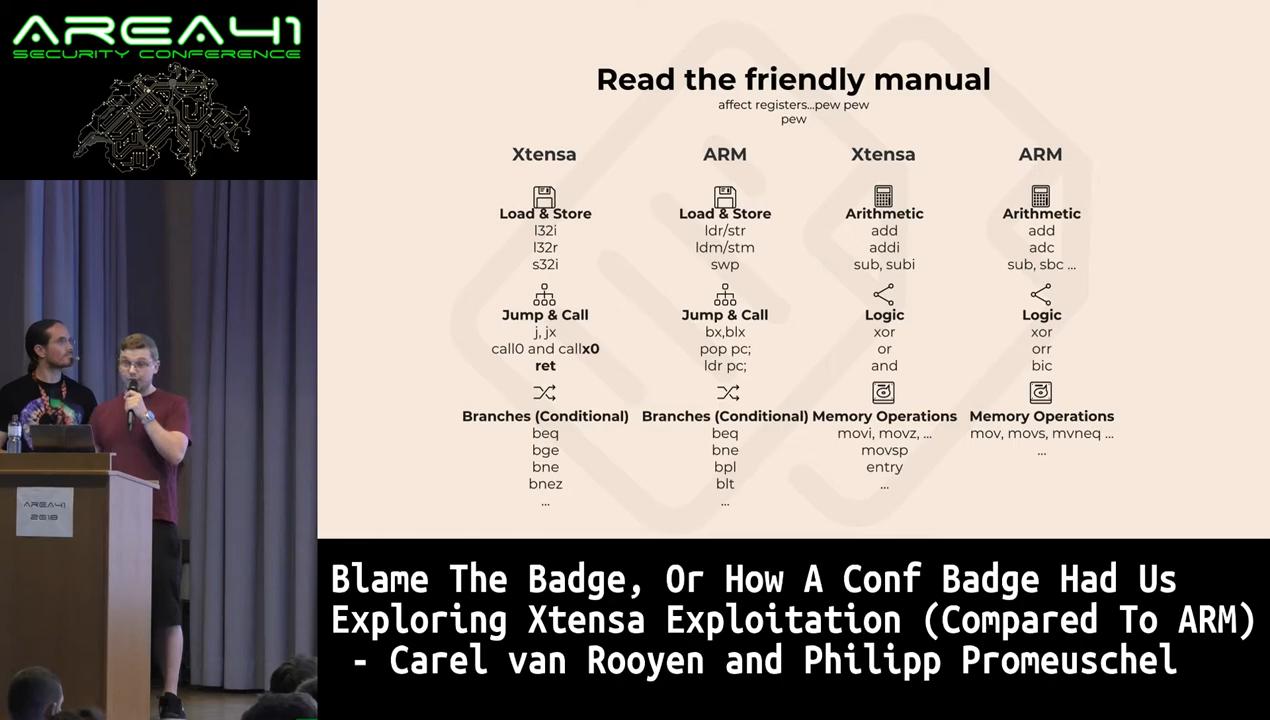 AREA41
SECURITY CONFERENCE
Read the friendly manual
affect registers...pew pew
pew
Xtensa
Load & Store
l32i
l32r
s32i
Jump & Call
j, jx
call0 and callx0
ret
Branches (Conditional)
beq
bge
bne
bnez
...
ARM
Load & Store
ldr/str
ldm/stm
swp
Jump & Call
bx,blx
pop pc;
ldr pc;
Branches (Conditional)
beq
bne
bpl
blt
...
Xtensa
Arithmetic
add
addi
sub, subi
Logic
xor
or
and
Memory Operations
movi, movz, ...
movsp
entry
...
ARM
Arithmetic
add
adc
sub, sbc ...
Logic
xor
orr
bic
Memory Operations
mov, movs, mvneq ...
...
AREA41
2018
Blame The Badge, Or How A Conf Badge Had Us
Exploring Xtensa Exploitation (Compared To ARM)
- Carel van Rooyen and Philipp Promeuschel